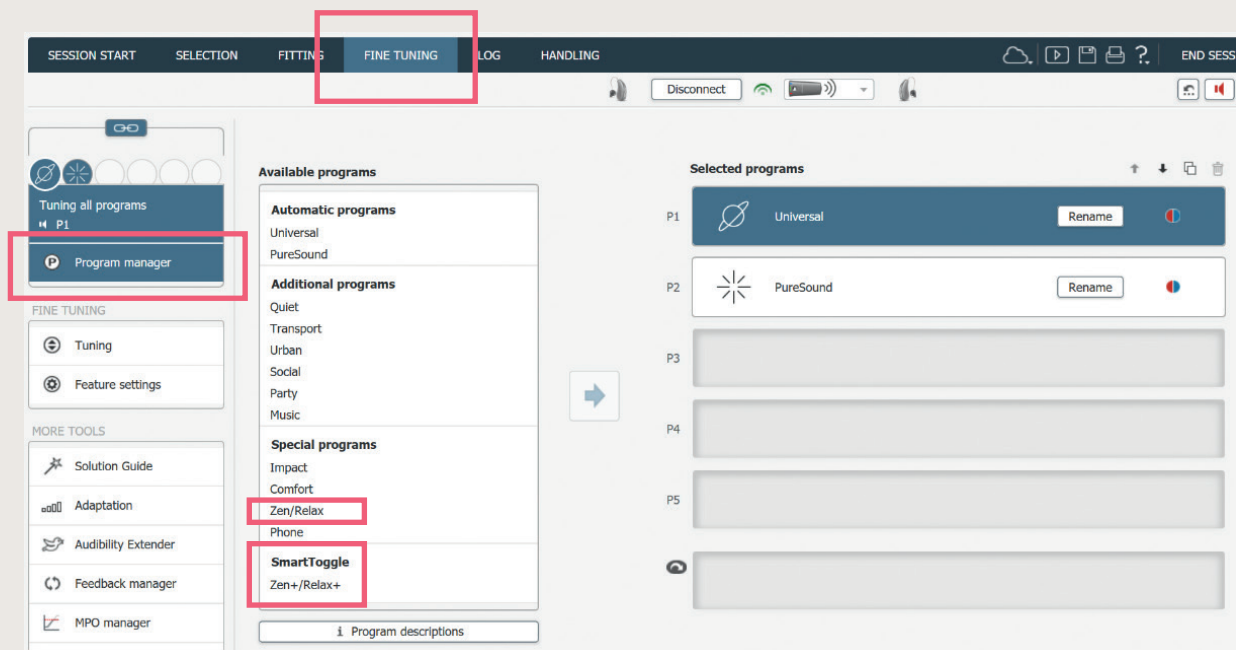 SESSION START SELECTION FITTING FINE TUNING LOG HANDLING ? END SESS
Disconnect
Tuning all programs
P1
P Program manager
FINE TUNING
Tuning
Feature settings
MORE TOOLS
Solution Guide
Adaptation
Audibility Extender
Feedback manager
MPO manager
Available programs
Automatic programs
Universal
PureSound
Additional programs
Quiet
Transport
Urban
Social
Party
Music
Special programs
Impact
Comfort
Zen/Relax
Phone
SmartToggle
Zen+/Relax+
i Program descriptions
Selected programs
P1 Universal Rename
P2 PureSound Rename
P3
P4
P5